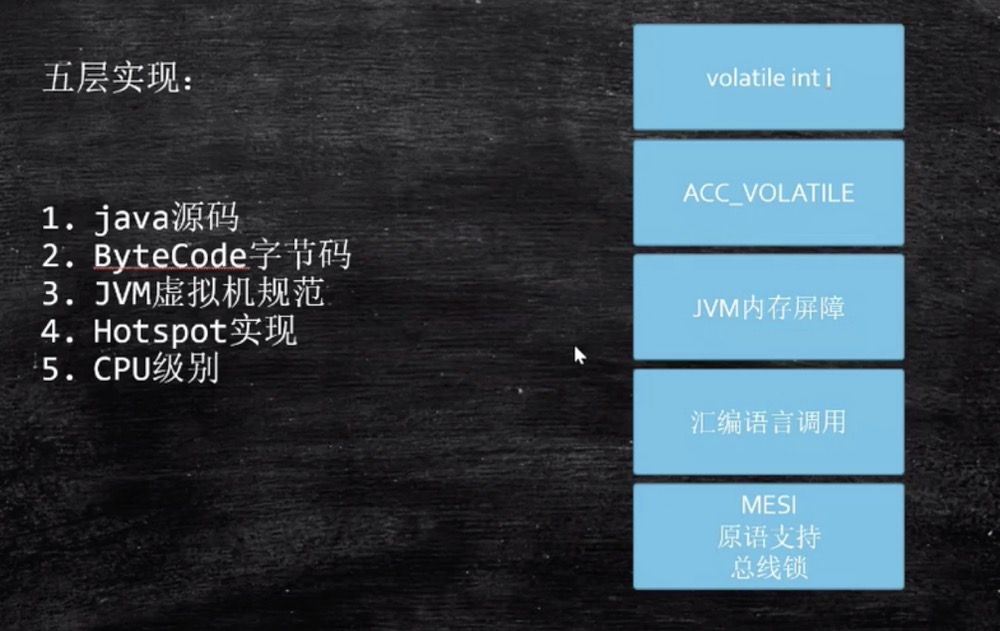 五层实现:
1. java源码
2. ByteCode字节码
3. JVM虚拟机规范
4. Hotspot实现
5. CPU级别
volatile int i
ACC_VOLATILE
JVM内存屏障
汇编语言调用
MESI
原语支持
总线锁